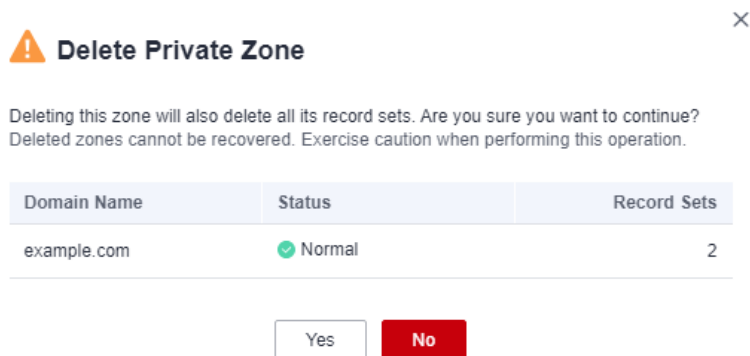 Delete Private Zone
Deleting this zone will also delete all its record sets. Are you sure you want to continue?
Deleted zones cannot be recovered. Exercise caution when performing this operation.
Domain Name Status Record Sets
example.com Normal 2
Yes No